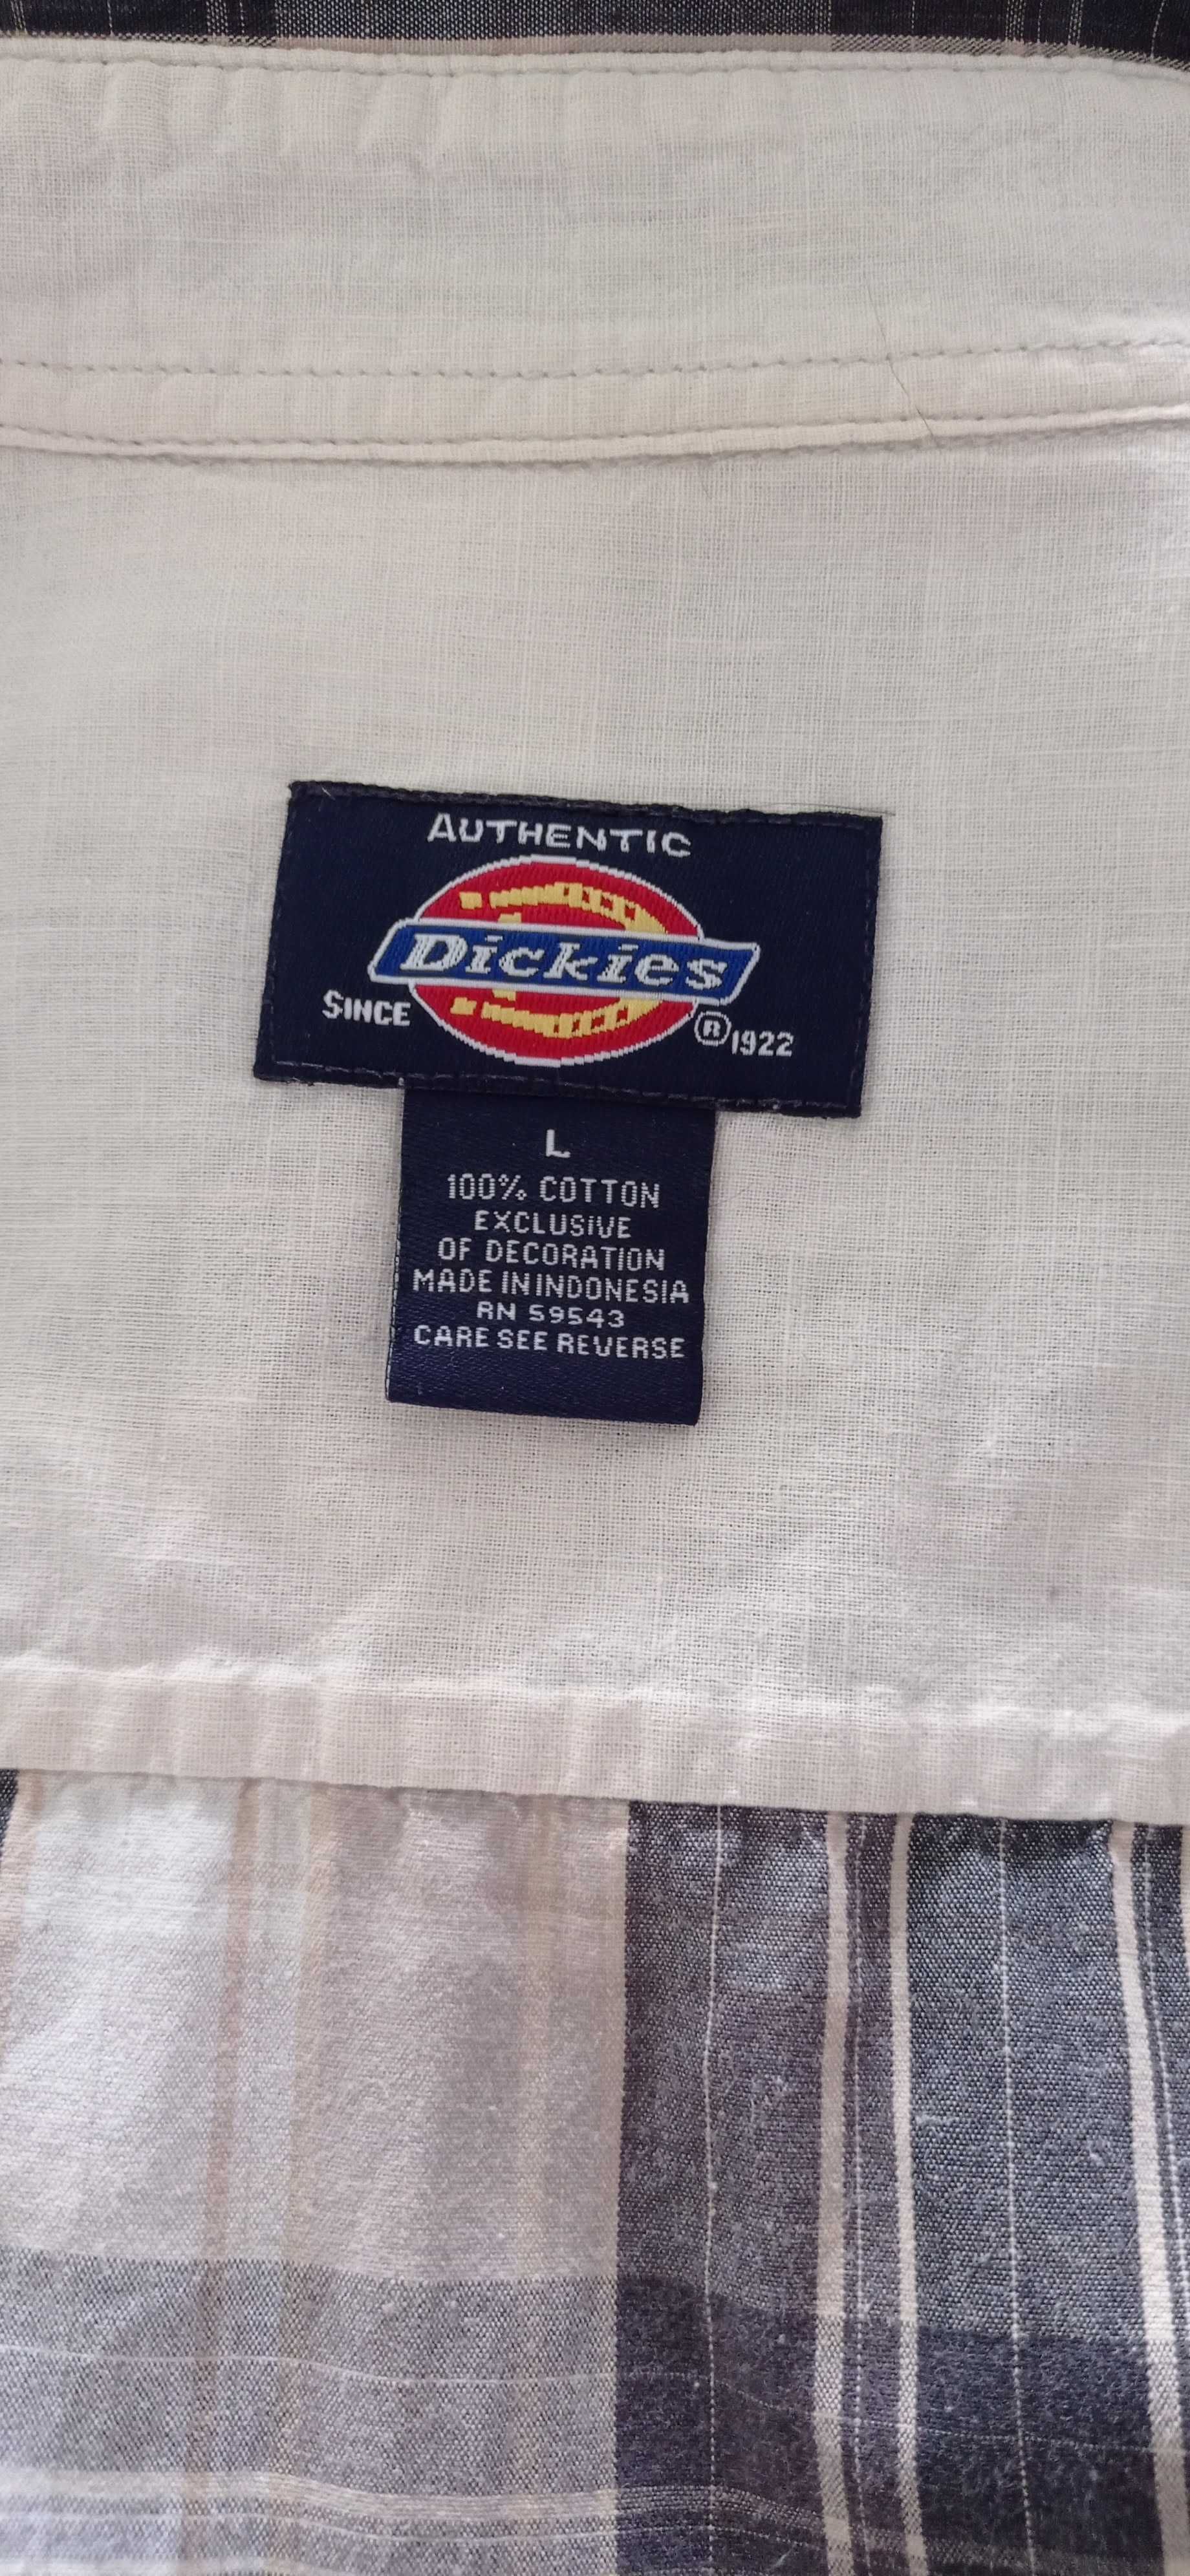 AUTHENTIC
Dickies
SINCE ® 1922
L
100% COTTON
EXCLUSIVE
OF DECORATION
MADE IN INDONESIA
RN 59543
CARE SEE REVERSE